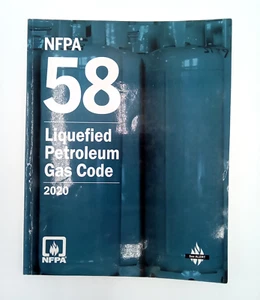 NFPA
58
Liquefied
Petroleum
Gas Code
2020
NFPA